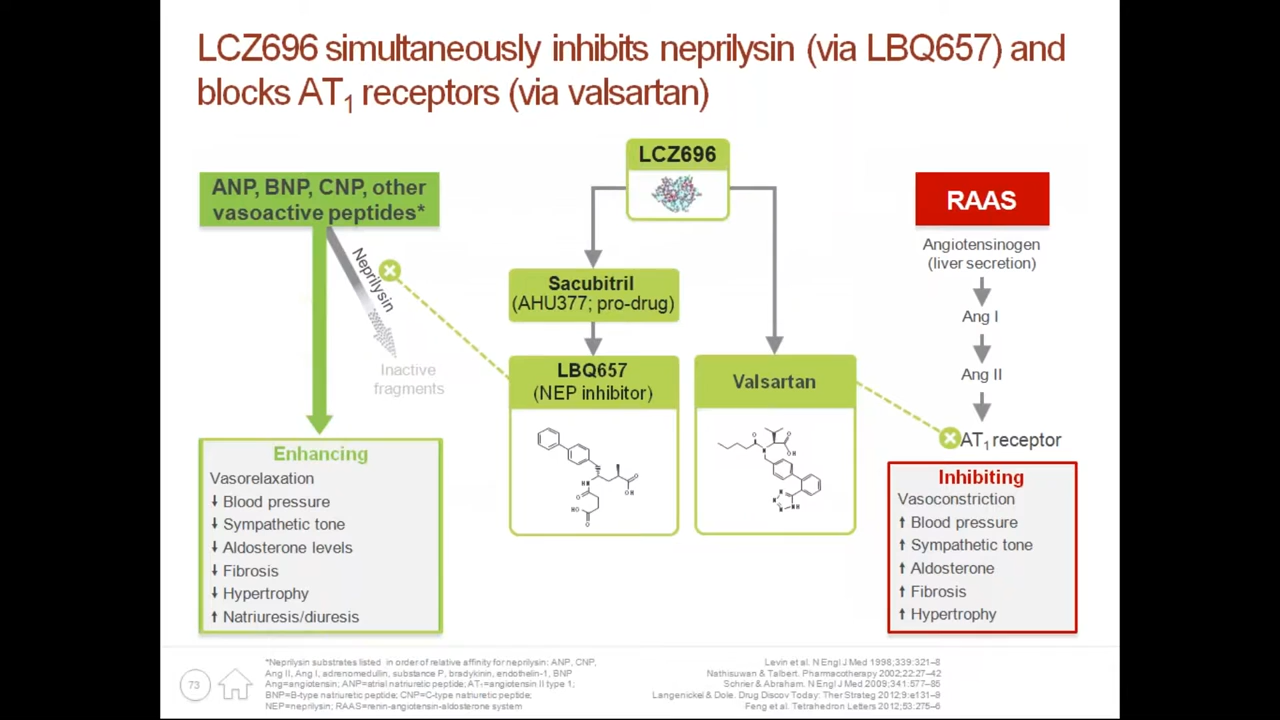 LCZ696 simultaneously inhibits neprilysin (via LBQ657) and
blocks AT1 receptors (via valsartan)
LCZ696
ANP, BNP, CNP, other
vasoactive peptides*
Neprilysin
Inactive
fragments
Enhancing
Vasorelaxation
↓ Blood pressure
↓ Sympathetic tone
↓ Aldosterone levels
↓ Fibrosis
↓ Hypertrophy
↑ Natriuresis/diuresis
Sacubitril
(AHU377; pro-drug)
LBQ657
(NEP inhibitor)
Valsartan
RAAS
Angiotensinogen
(liver secretion)
Ang I
Ang II
AT1 receptor
Inhibiting
Vasoconstriction
↑ Blood pressure
↑ Sympathetic tone
↑ Aldosterone
↑ Fibrosis
↑ Hypertrophy
73
*Neprilysin substrates listed in order of relative affinity for neprilysin: ANP, CNP,
Ang II, Ang I, adrenomedullin, substance P, bradykinin, endothelin-1, BNP
Ang=angiotensin; ANP=atrial natriuretic peptide; AT1=angiotensin II type 1;
BNP=B-type natriuretic peptide; CNP=C-type natriuretic peptide;
NEP=neprilysin; RAAS=renin-angiotensin-aldosterone system
Levin et al. N Engl J Med 1998;339:321–8
Nathisuwan & Talbert. Pharmacotherapy 2002;22:27–42
Schrier & Abraham. N Engl J Med 2009;341:577–85
Langenickel & Dole. Drug Discov Today: Ther Strateg 2012;9:e131–9
Feng et al. Tetrahedron Letters 2012;53:275–6